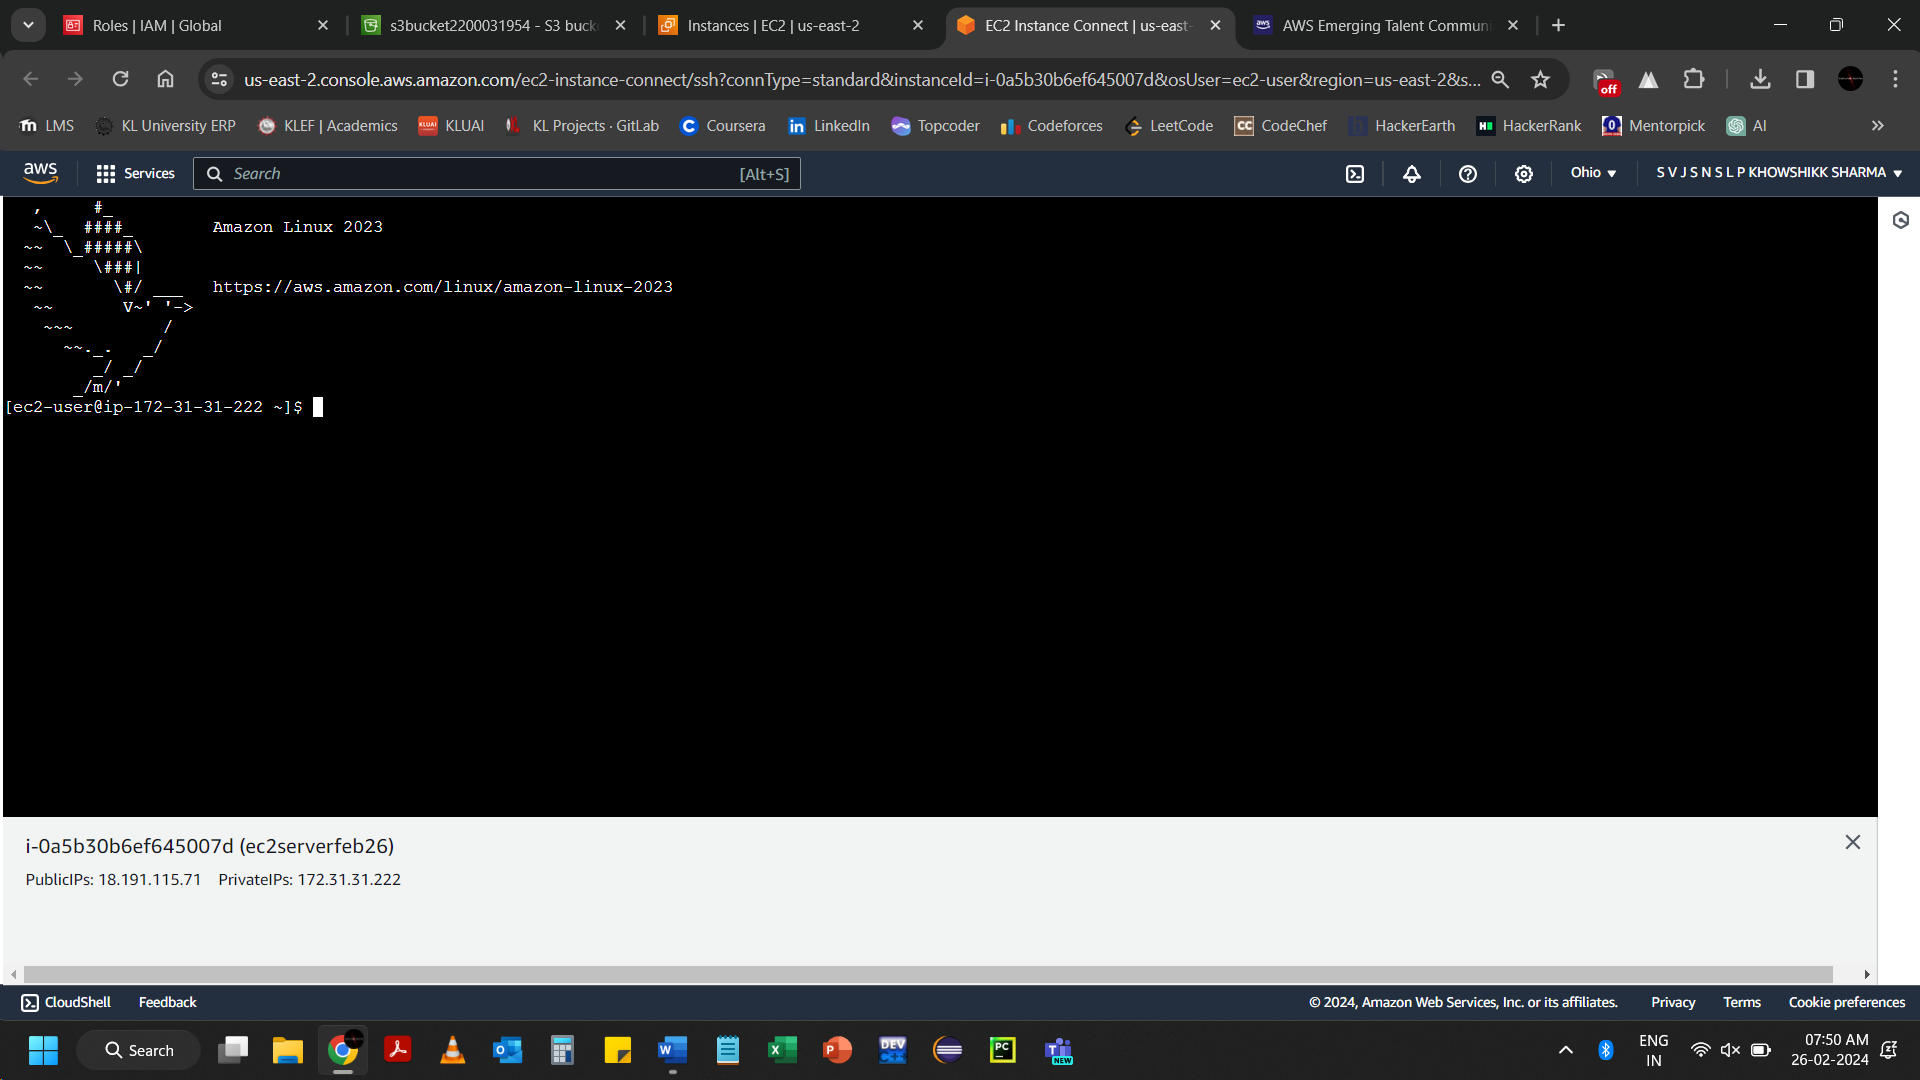 Roles | IAM | Global
s3bucket2200031954 - S3 buck
Instances | EC2 | us-east-2
EC2 Instance Connect | us-east-
aws
AWS Emerging Talent Commun
us-east-2.console.aws.amazon.com/ec2-instance-connect/ssh?connType=standard&instanceId=i-0a5b30b6ef645007d&osUser=ec2-user&region=us-east-2&s...
off
LMS
KL University ERP
KLEF | Academics
KLUAI
KL Projects · GitLab
Coursera
LinkedIn
Topcoder
Codeforces
LeetCode
CodeChef
HackerEarth
HackerRank
Mentorpick
AI
aws
Services
Search
[Alt+S]
Ohio
S V J S N S L P KHOWSHIKK SHARMA
   ,     #_
   ~\_  ####_        Amazon Linux 2023
  ~~  \_#####\
  ~~     \###|
  ~~       \#/ ___   https://aws.amazon.com/linux/amazon-linux-2023
   ~~       V~' '->
    ~~~         /
      ~~._.   _/
         _/ _/
       _/m/'
[ec2-user@ip-172-31-31-222 ~]$
i-0a5b30b6ef645007d (ec2serverfeb26)
PublicIPs: 18.191.115.71 PrivateIPs: 172.31.31.222
CloudShell
Feedback
© 2024, Amazon Web Services, Inc. or its affiliates.
Privacy
Terms
Cookie preferences
Search
DEV
PC
NEW
ENG
IN
07:50 AM
26-02-2024